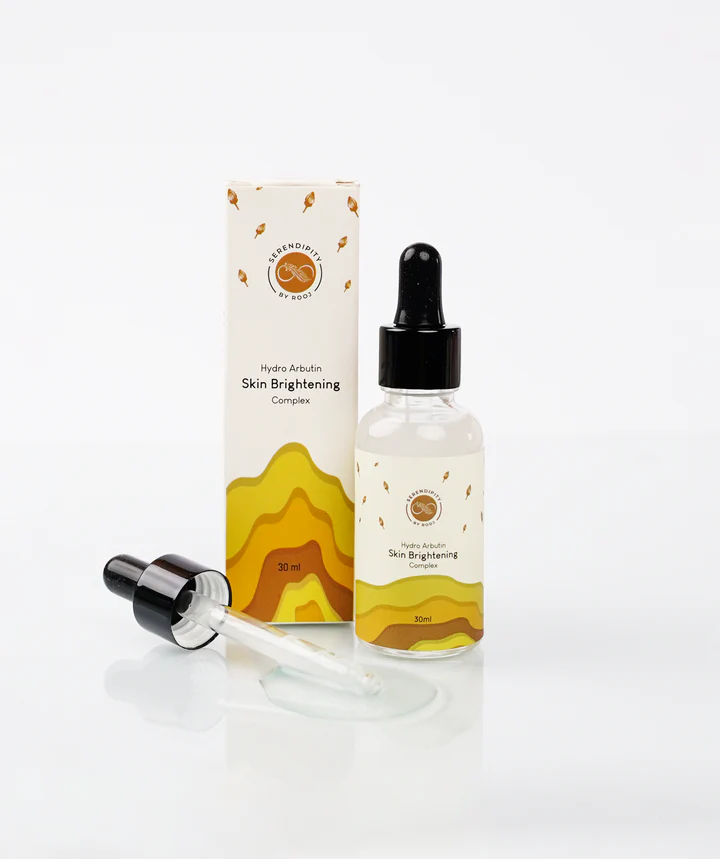 SERENDIPITY
BY ROOJ
Hydro Arbutin
Skin Brightening
Complex
30 ml
SERENDIPITY
BY ROOJ
Hydro Arbutin
Skin Brightening
Complex
30ml